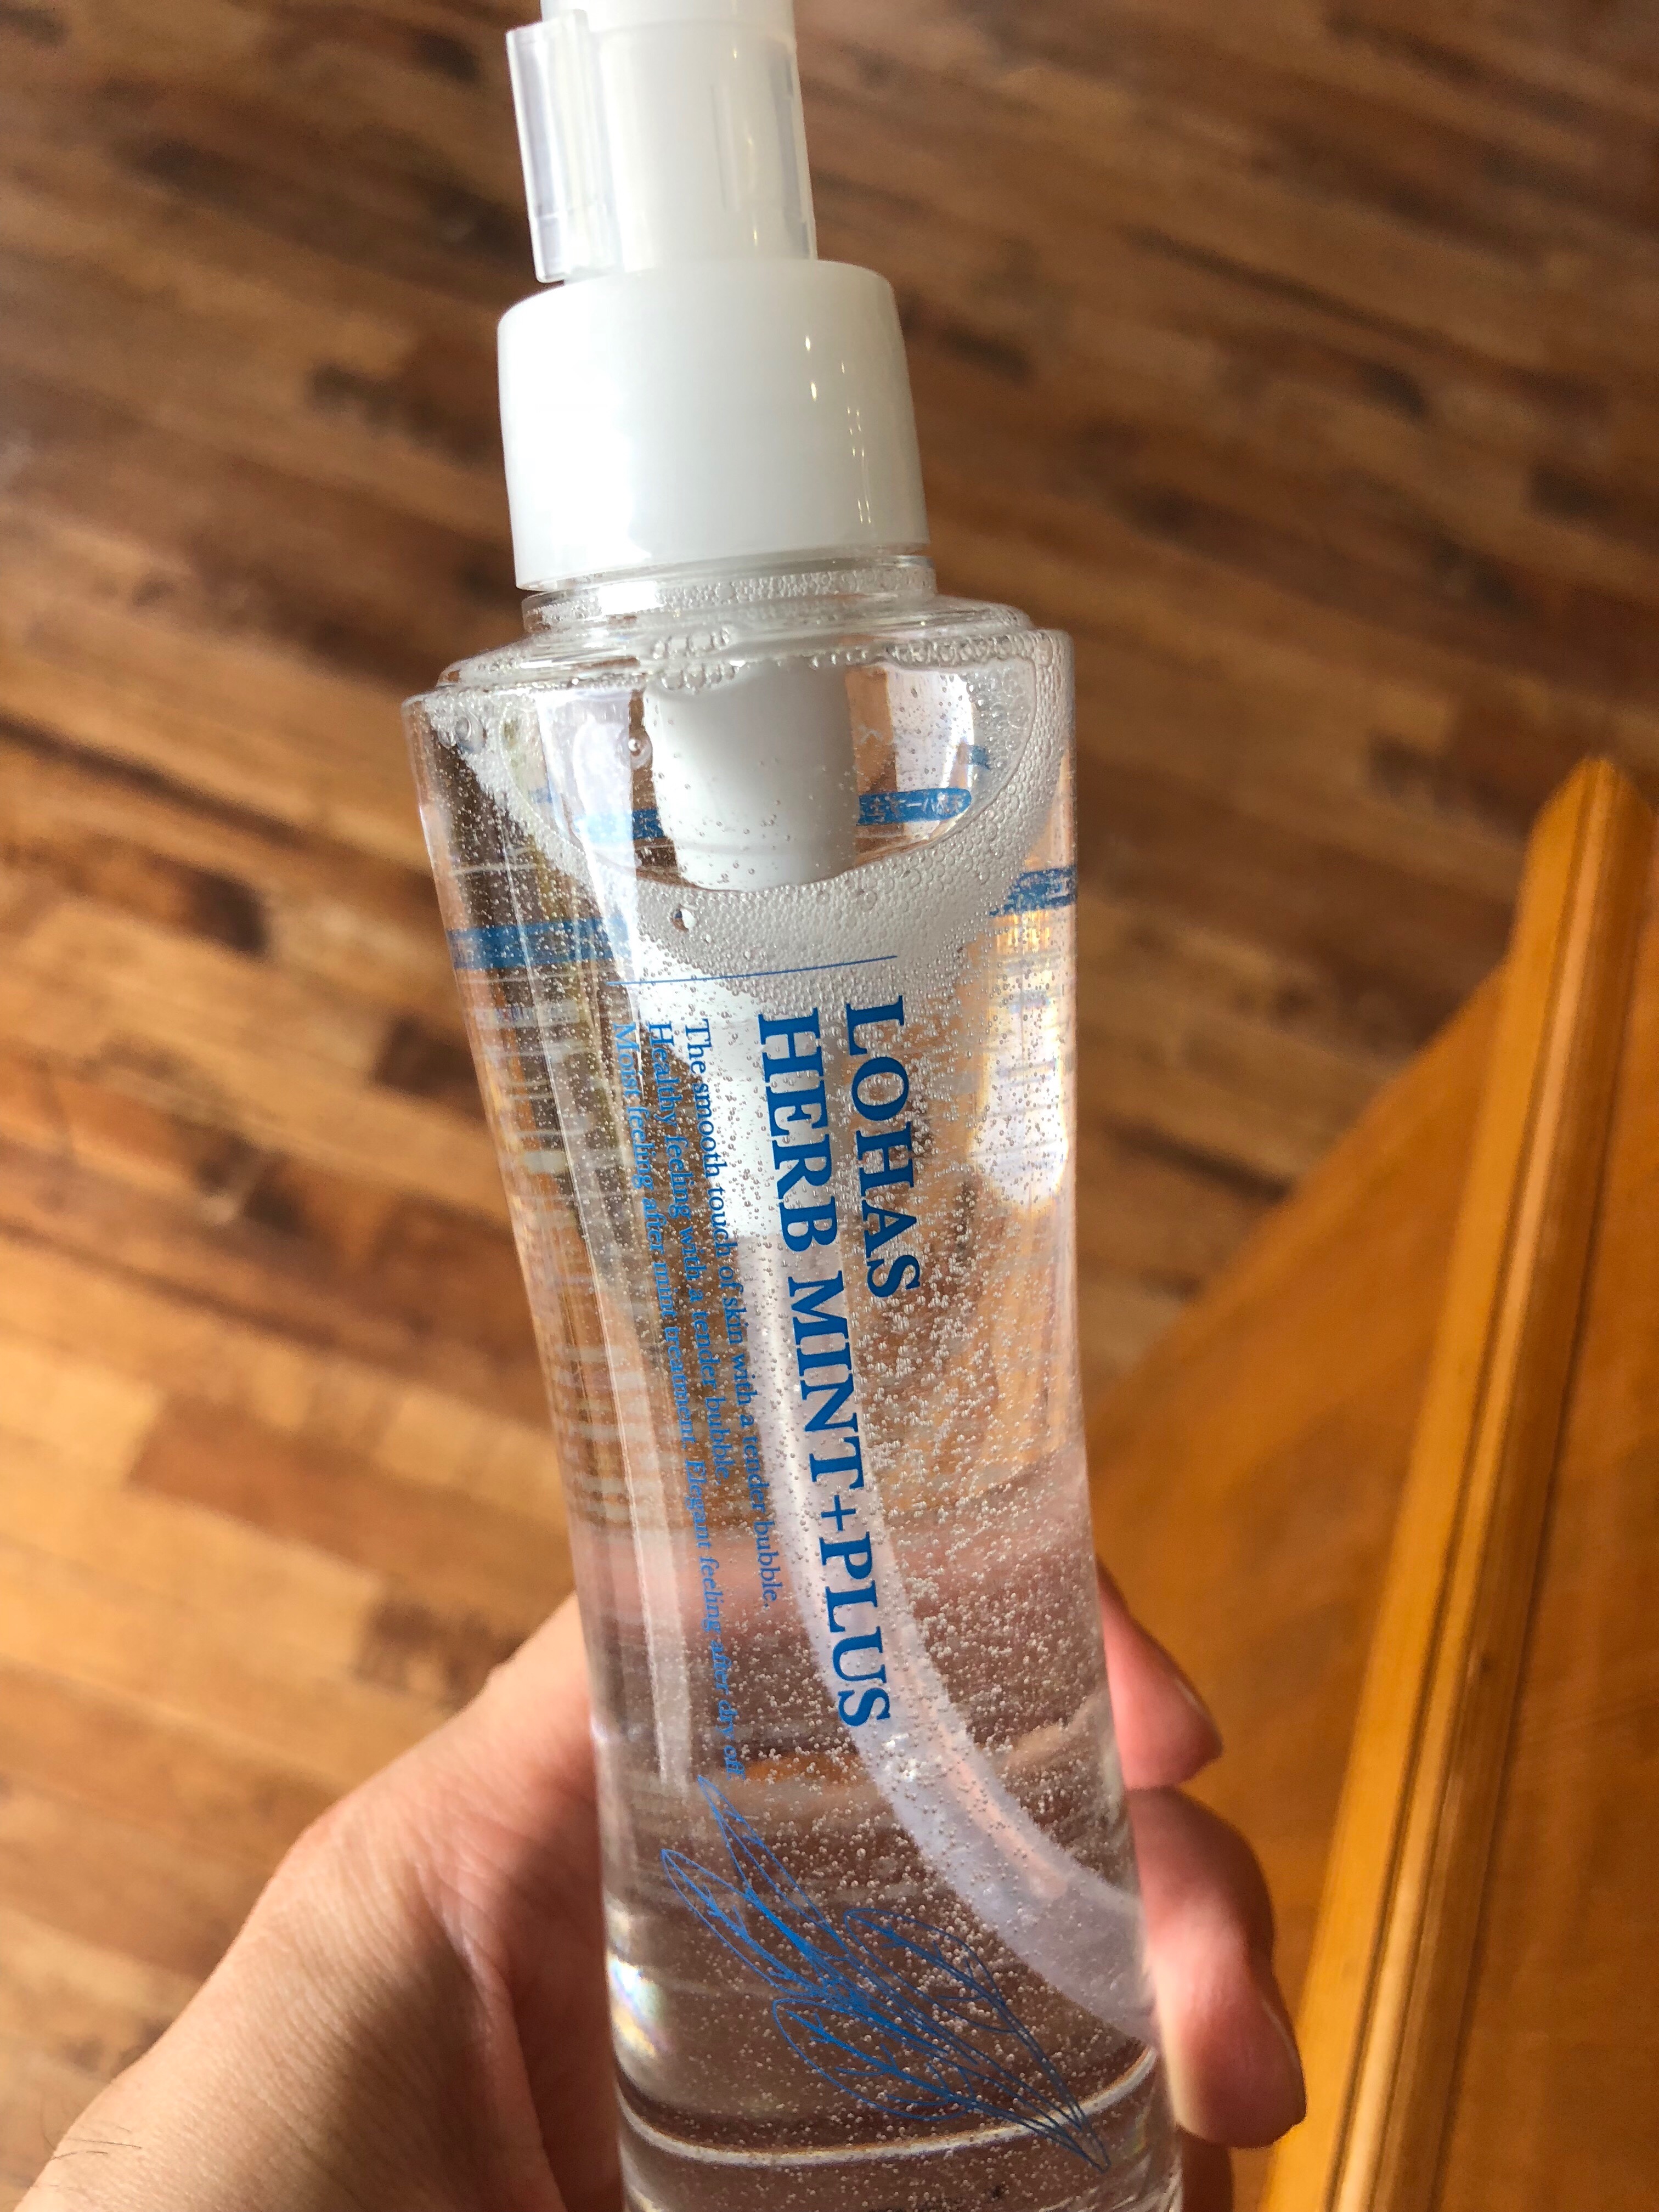 LOHAS
HERB MINT+PLUS
The smooth touch of skin with a tender bubble.
Healthy feeling with a tender bubble.
Moist feeling after mint treatment. Elegant feeling after dry off.